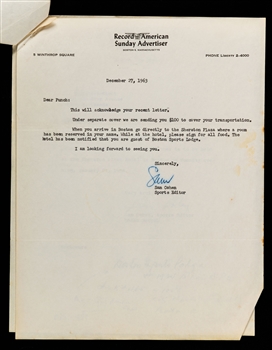 Record American
Sunday Advertiser
5 WINTHROP SQUARE
PHONE Liberty 2-4000
December 27, 1963
Dear Punch:
This will acknowledge your recent letter.
Under separate cover we are sending you $100 to cover your transportation.
When you arrive in Boston go directly to the Sheraton Plaza where a room
has been reserved in your name. While at the hotel, please sign for all food. The
hotel has been notified that you are guest of Boston Sports Lodge.
I am looking forward to seeing you.
Sincerely,
Sam
Sam Cohen
Sports Editor